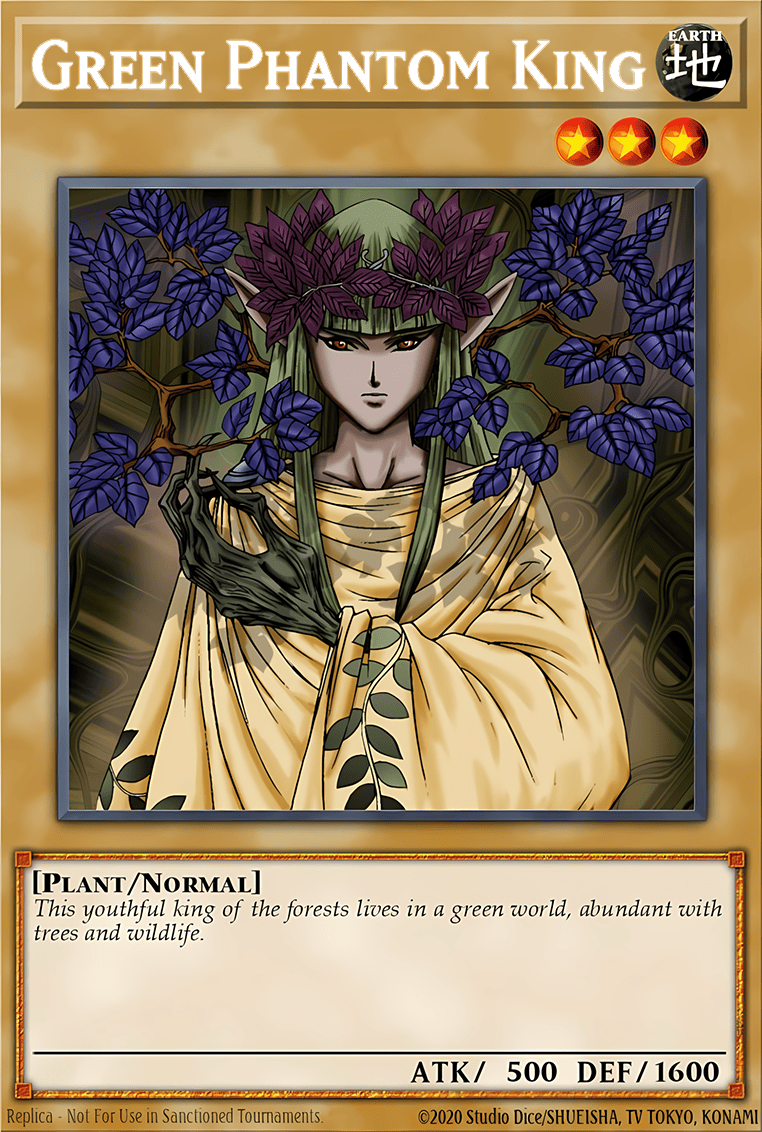 Green Phantom King
EARTH
地
[Plant/Normal]
This youthful king of the forests lives in a green world, abundant with
trees and wildlife.
ATK/ 500 DEF/1600
Replica - Not For Use in Sanctioned Tournaments.
©2020 Studio Dice/SHUEISHA, TV TOKYO, KONAMI